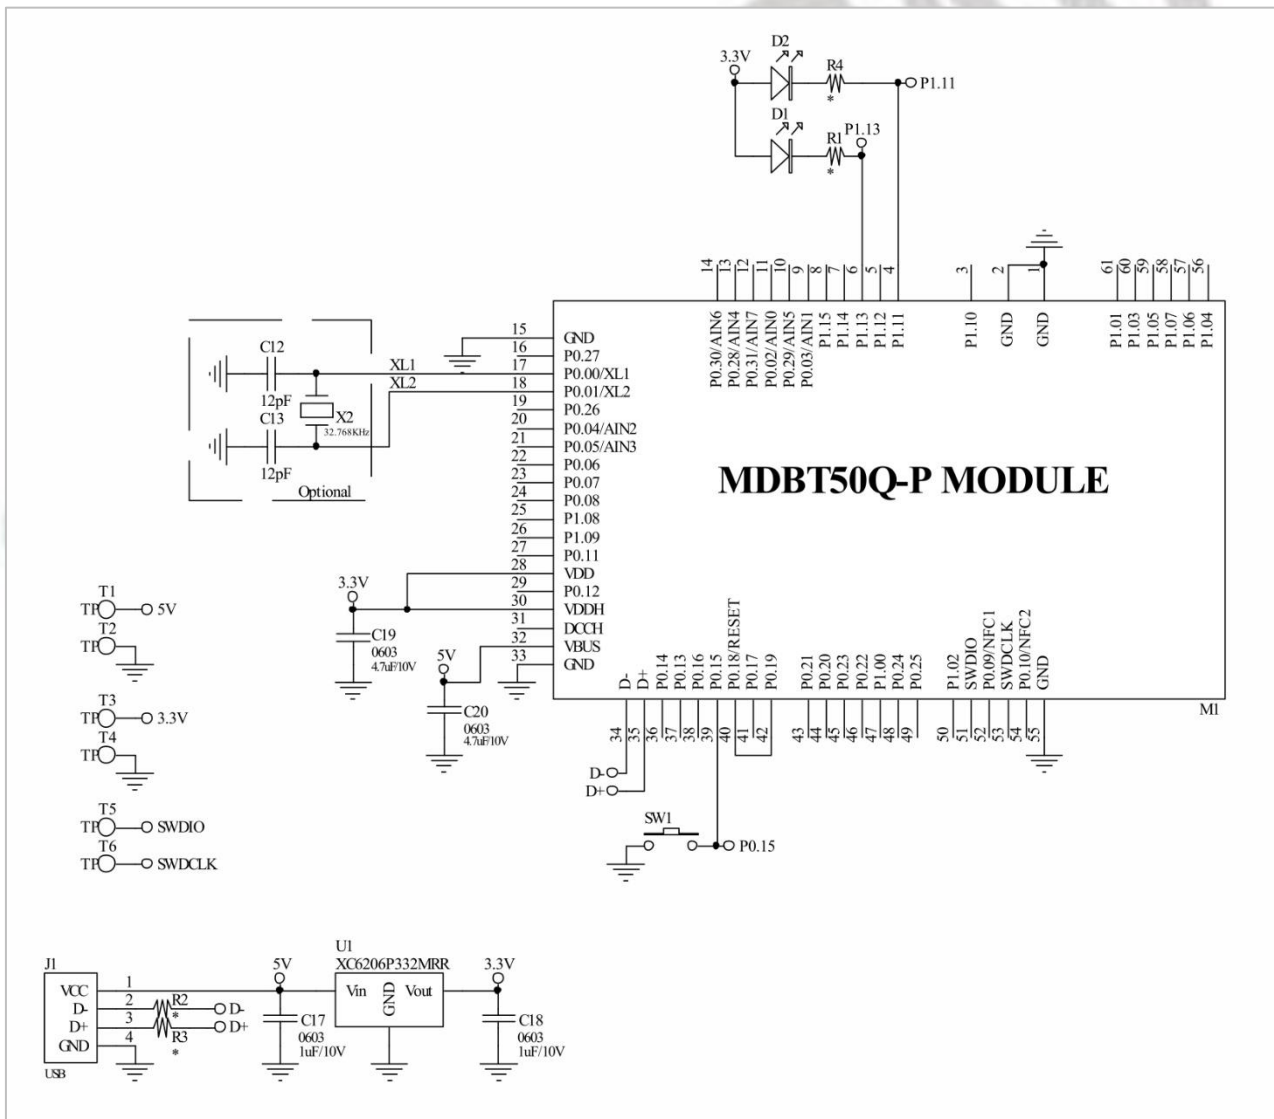 D2
3.3V
R4
P1.11
*
D1
P1.13
R1
*
14
13
12
11
10
9
8
7
6
5
4
3
2
1
61
60
59
58
57
56
P0.30/AIN6
P0.28/AIN4
P0.31/AIN7
P0.02/AIN0
P0.29/AIN5
P0.03/AIN1
P1.15
P1.14
P1.13
P1.12
P1.11
P1.10
GND
GND
P1.01
P1.03
P1.05
P1.07
P1.06
P1.04
15 GND
16 P0.27
XL1 17 P0.00/XL1
XL2 18 P0.01/XL2
19 P0.26
20 P0.04/AIN2
21 P0.05/AIN3
22 P0.06
23 P0.07
24 P0.08
25 P1.08
26 P1.09
27 P0.11
28 VDD
29 P0.12
30 VDDH
31 DCCH
32 VBUS
33 GND
C12
12pF
C13
12pF
X2
32.768KHz
Optional
MDBT50Q-P MODULE
M1
3.3V
C19
0603
4.7uF/10V
5V
C20
0603
4.7uF/10V
T1
TP 5V
T2
TP
T3
TP 3.3V
T4
TP
T5
TP SWDIO
T6
TP SWDCLK
D-
D+
P0.14
P0.13
P0.16
P0.15
P0.18/RESET
P0.17
P0.19
P0.21
P0.20
P0.23
P0.22
P1.00
P0.24
P0.25
P1.02
SWDIO
P0.09/NFC1
SWDCLK
P0.10/NFC2
GND
34
35
36
37
38
39
40
41
42
43
44
45
46
47
48
49
50
51
52
53
54
55
D-
D+
SW1
P0.15
J1
VCC 1
D- 2 R2 D-
*
D+ 3 R3 D+
*
GND 4
USB
5V
C17
0603
1uF/10V
U1
XC6206P332MRR
Vin GND Vout
3.3V
C18
0603
1uF/10V